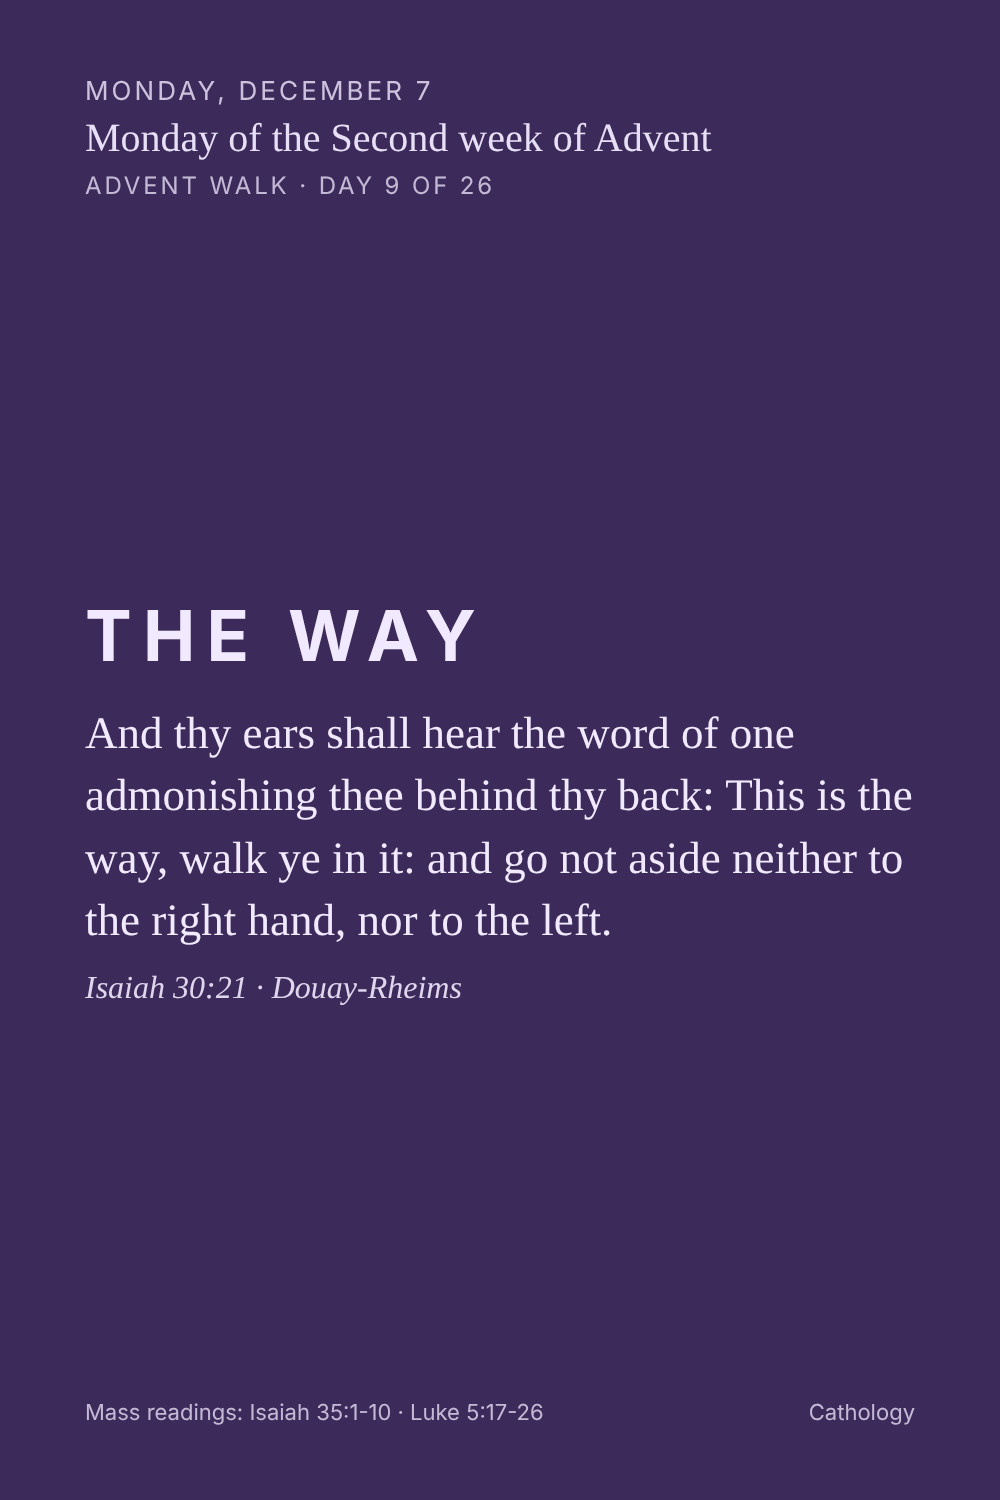 MONDAY, DECEMBER 7
Monday of the Second week of Advent
ADVENT WALK · DAY 9 OF 26
THE WAY
And thy ears shall hear the word of one
admonishing thee behind thy back: This is the
way, walk ye in it: and go not aside neither to
the right hand, nor to the left.
Isaiah 30:21 · Douay-Rheims
Mass readings: Isaiah 35:1-10 · Luke 5:17-26
Cathology